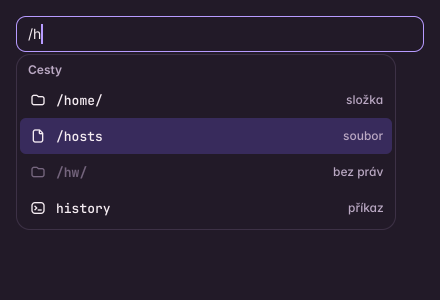 /h
Cesty
/home/ složka
/hosts soubor
/hw/ bez práv
history příkaz